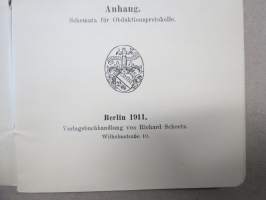 Anhang.
Schemata für Obduktionsprotokolle.
Berlin 1911.
Verlagsbuchhandlung von Richard Schoetz
Wilhelmstraße 10.